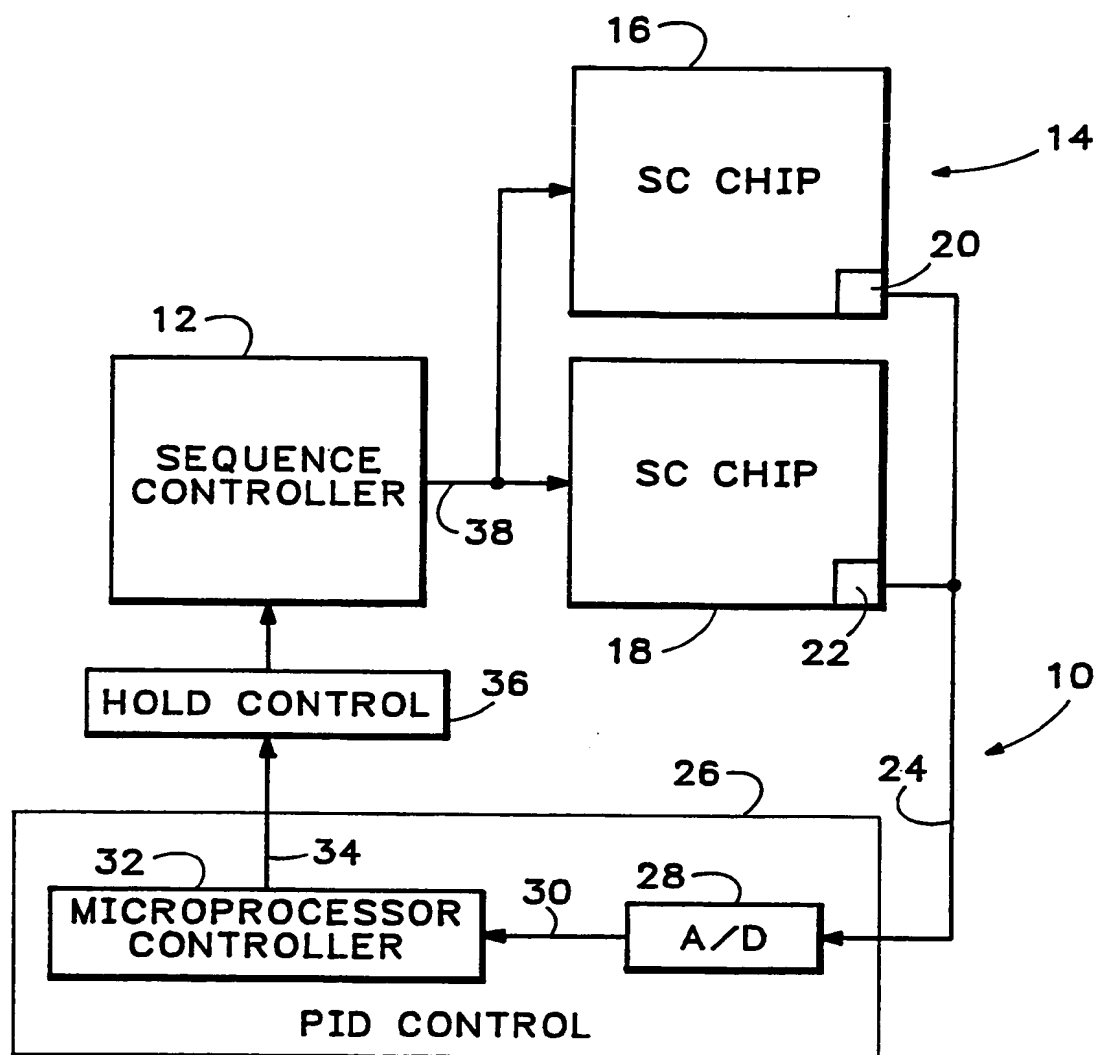 16
SC CHIP
14
20
12
SEQUENCE
CONTROLLER
38
SC CHIP
18
22
HOLD CONTROL
36
10
24
26
32
34
MICROPROCESSOR
CONTROLLER
30
28
A/D
PID CONTROL